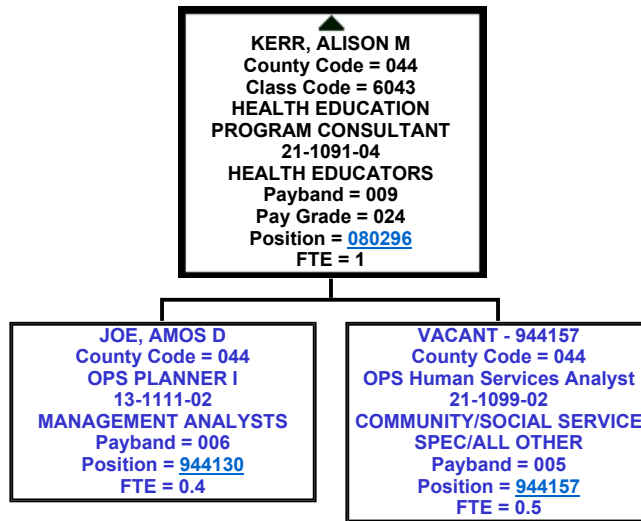 KERR, ALISON M
County Code = 044
Class Code = 6043
HEALTH EDUCATION
PROGRAM CONSULTANT
21-1091-04
HEALTH EDUCATORS
Payband = 009
Pay Grade = 024
Position = 080296
FTE = 1
JOE, AMOS D
County Code = 044
OPS PLANNER I
13-1111-02
MANAGEMENT ANALYSTS
Payband = 006
Position = 944130
FTE = 0.4
VACANT - 944157
County Code = 044
OPS Human Services Analyst
21-1099-02
COMMUNITY/SOCIAL SERVICE
SPEC/ALL OTHER
Payband = 005
Position = 944157
FTE = 0.5